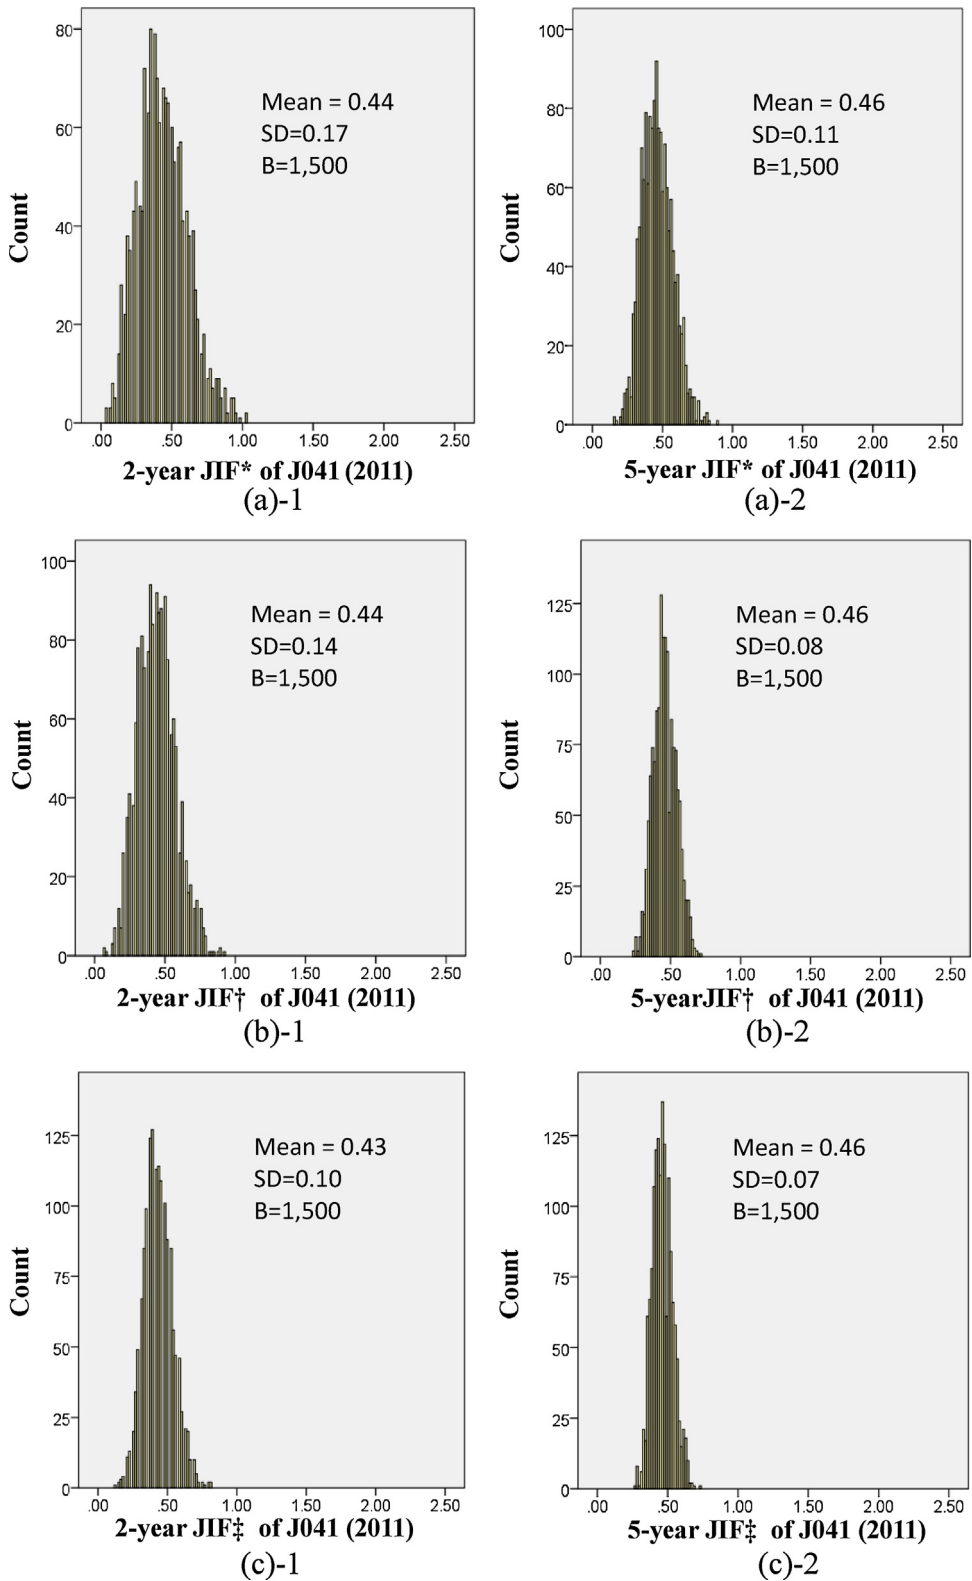 80
60
40
20
0
Count
Mean = 0.44
SD=0.17
B=1,500
.00 .50 1.00 1.50 2.00 2.50
2-year JIF* of J041 (2011)
(a)-1
100
80
60
40
20
0
Count
Mean = 0.46
SD=0.11
B=1,500
.00 .50 1.00 1.50 2.00 2.50
5-year JIF* of J041 (2011)
(a)-2
100
80
60
40
20
0
Count
Mean = 0.44
SD=0.14
B=1,500
.00 .50 1.00 1.50 2.00 2.50
2-year JIF† of J041 (2011)
(b)-1
125
100
75
50
25
0
Count
Mean = 0.46
SD=0.08
B=1,500
.00 .50 1.00 1.50 2.00 2.50
5-yearJIF† of J041 (2011)
(b)-2
125
100
75
50
25
0
Count
Mean = 0.43
SD=0.10
B=1,500
.00 .50 1.00 1.50 2.00 2.50
2-year JIF‡ of J041 (2011)
(c)-1
125
100
75
50
25
0
Count
Mean = 0.46
SD=0.07
B=1,500
.00 .50 1.00 1.50 2.00 2.50
5-year JIF‡ of J041 (2011)
(c)-2